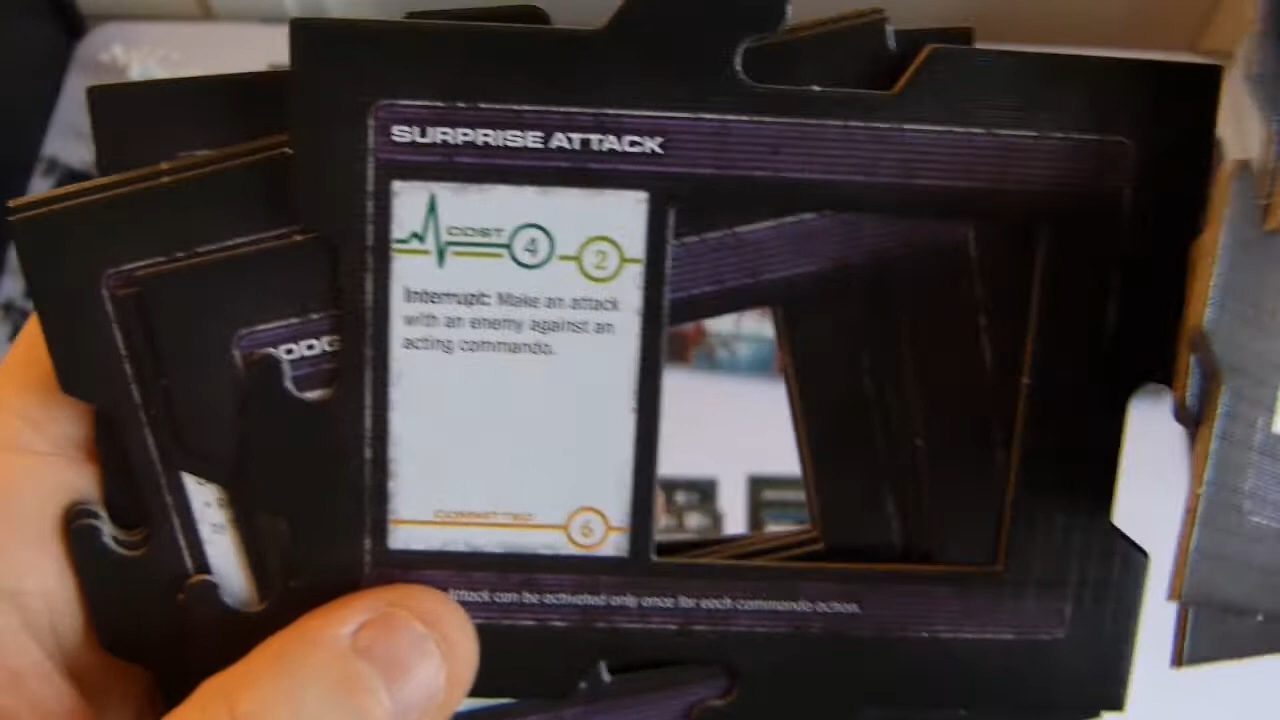 SURPRISE ATTACK
COST 4 2
Interrupt: Make an attack
with an enemy against an
acting commando.
6
Attack can be activated only once for each commando action.
ODG